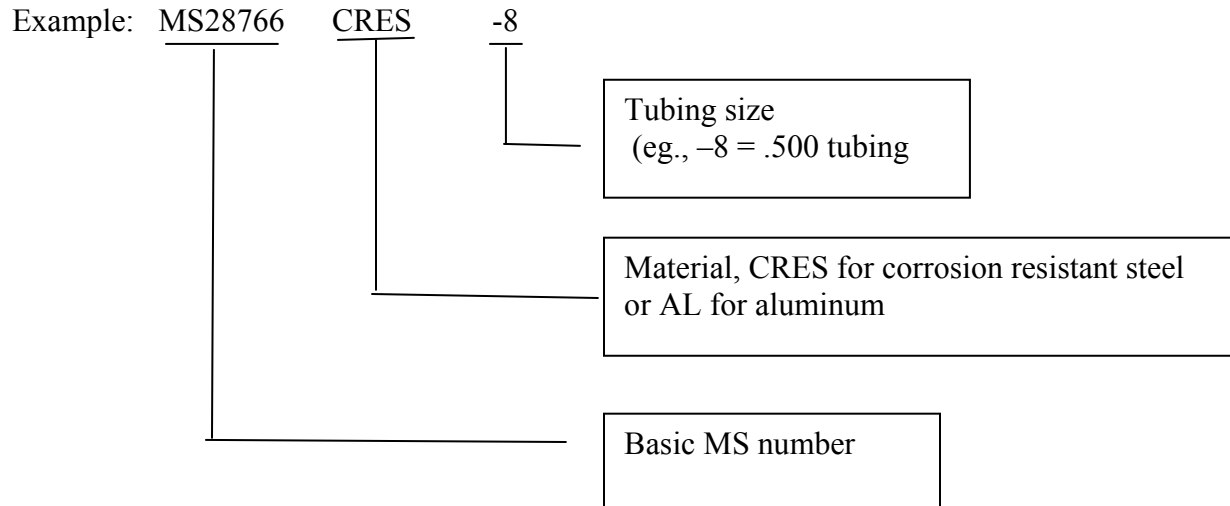 Example: MS28766 CRES -8
Tubing size
(eg., –8 = .500 tubing
Material, CRES for corrosion resistant steel
or AL for aluminum
Basic MS number